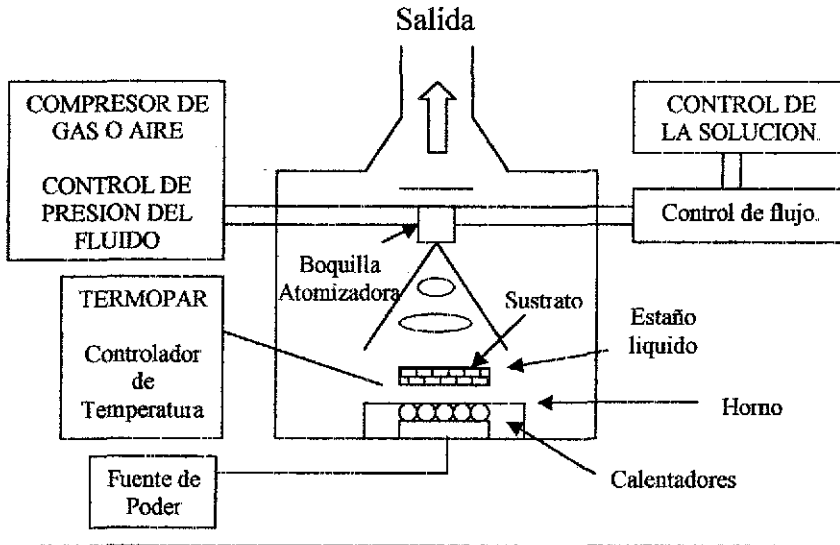 Salida
COMPRESOR DE
GAS O AIRE
CONTROL DE
PRESION DEL
FLUIDO
CONTROL DE
LA SOLUCION.
Control de flujo.
Boquilla
Atomizadora
TERMOPAR
Controlador
de
Temperatura
Sustrato
Estaño
liquido
Horno
Calentadores
Fuente de
Poder